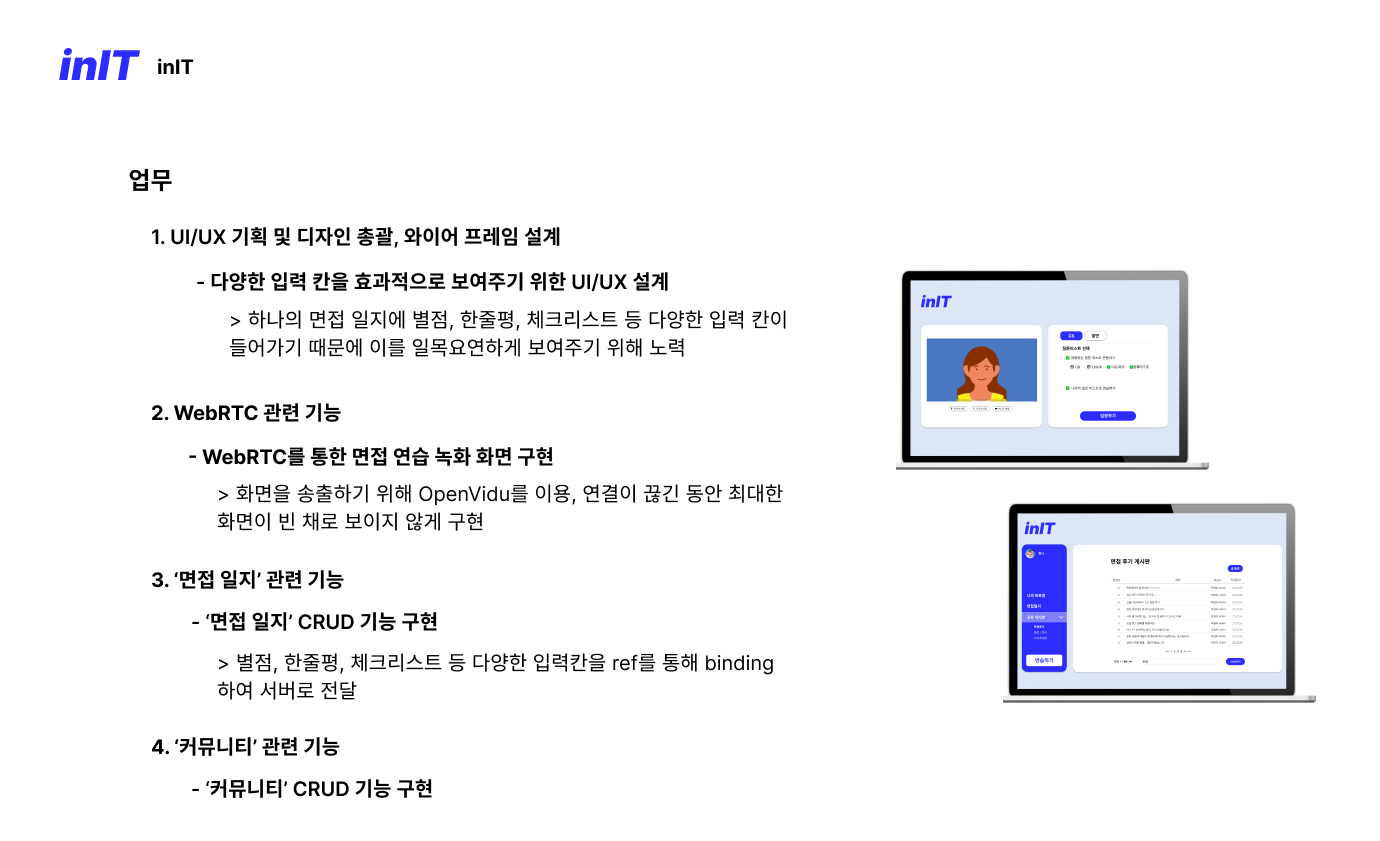 inIT inIT
업무
1. UI/UX 기획 및 디자인 총괄, 와이어 프레임 설계
- 다양한 입력 칸을 효과적으로 보여주기 위한 UI/UX 설계
> 하나의 면접 일지에 별점, 한줄평, 체크리스트 등 다양한 입력 칸이
들어가기 때문에 이를 일목요연하게 보여주기 위해 노력
2. WebRTC 관련 기능
- WebRTC를 통한 면접 연습 녹화 화면 구현
> 화면을 송출하기 위해 OpenVidu를 이용, 연결이 끊긴 동안 최대한
화면이 빈 채로 보이지 않게 구현
3. ‘면접 일지’ 관련 기능
- ‘면접 일지’ CRUD 기능 구현
> 별점, 한줄평, 체크리스트 등 다양한 입력칸을 ref를 통해 binding
하여 서버로 전달
4. ‘커뮤니티’ 관련 기능
- ‘커뮤니티’ CRUD 기능 구현
inIT
질문리스트 선택
입장하기
inIT
면접 후기 게시판
연습하기